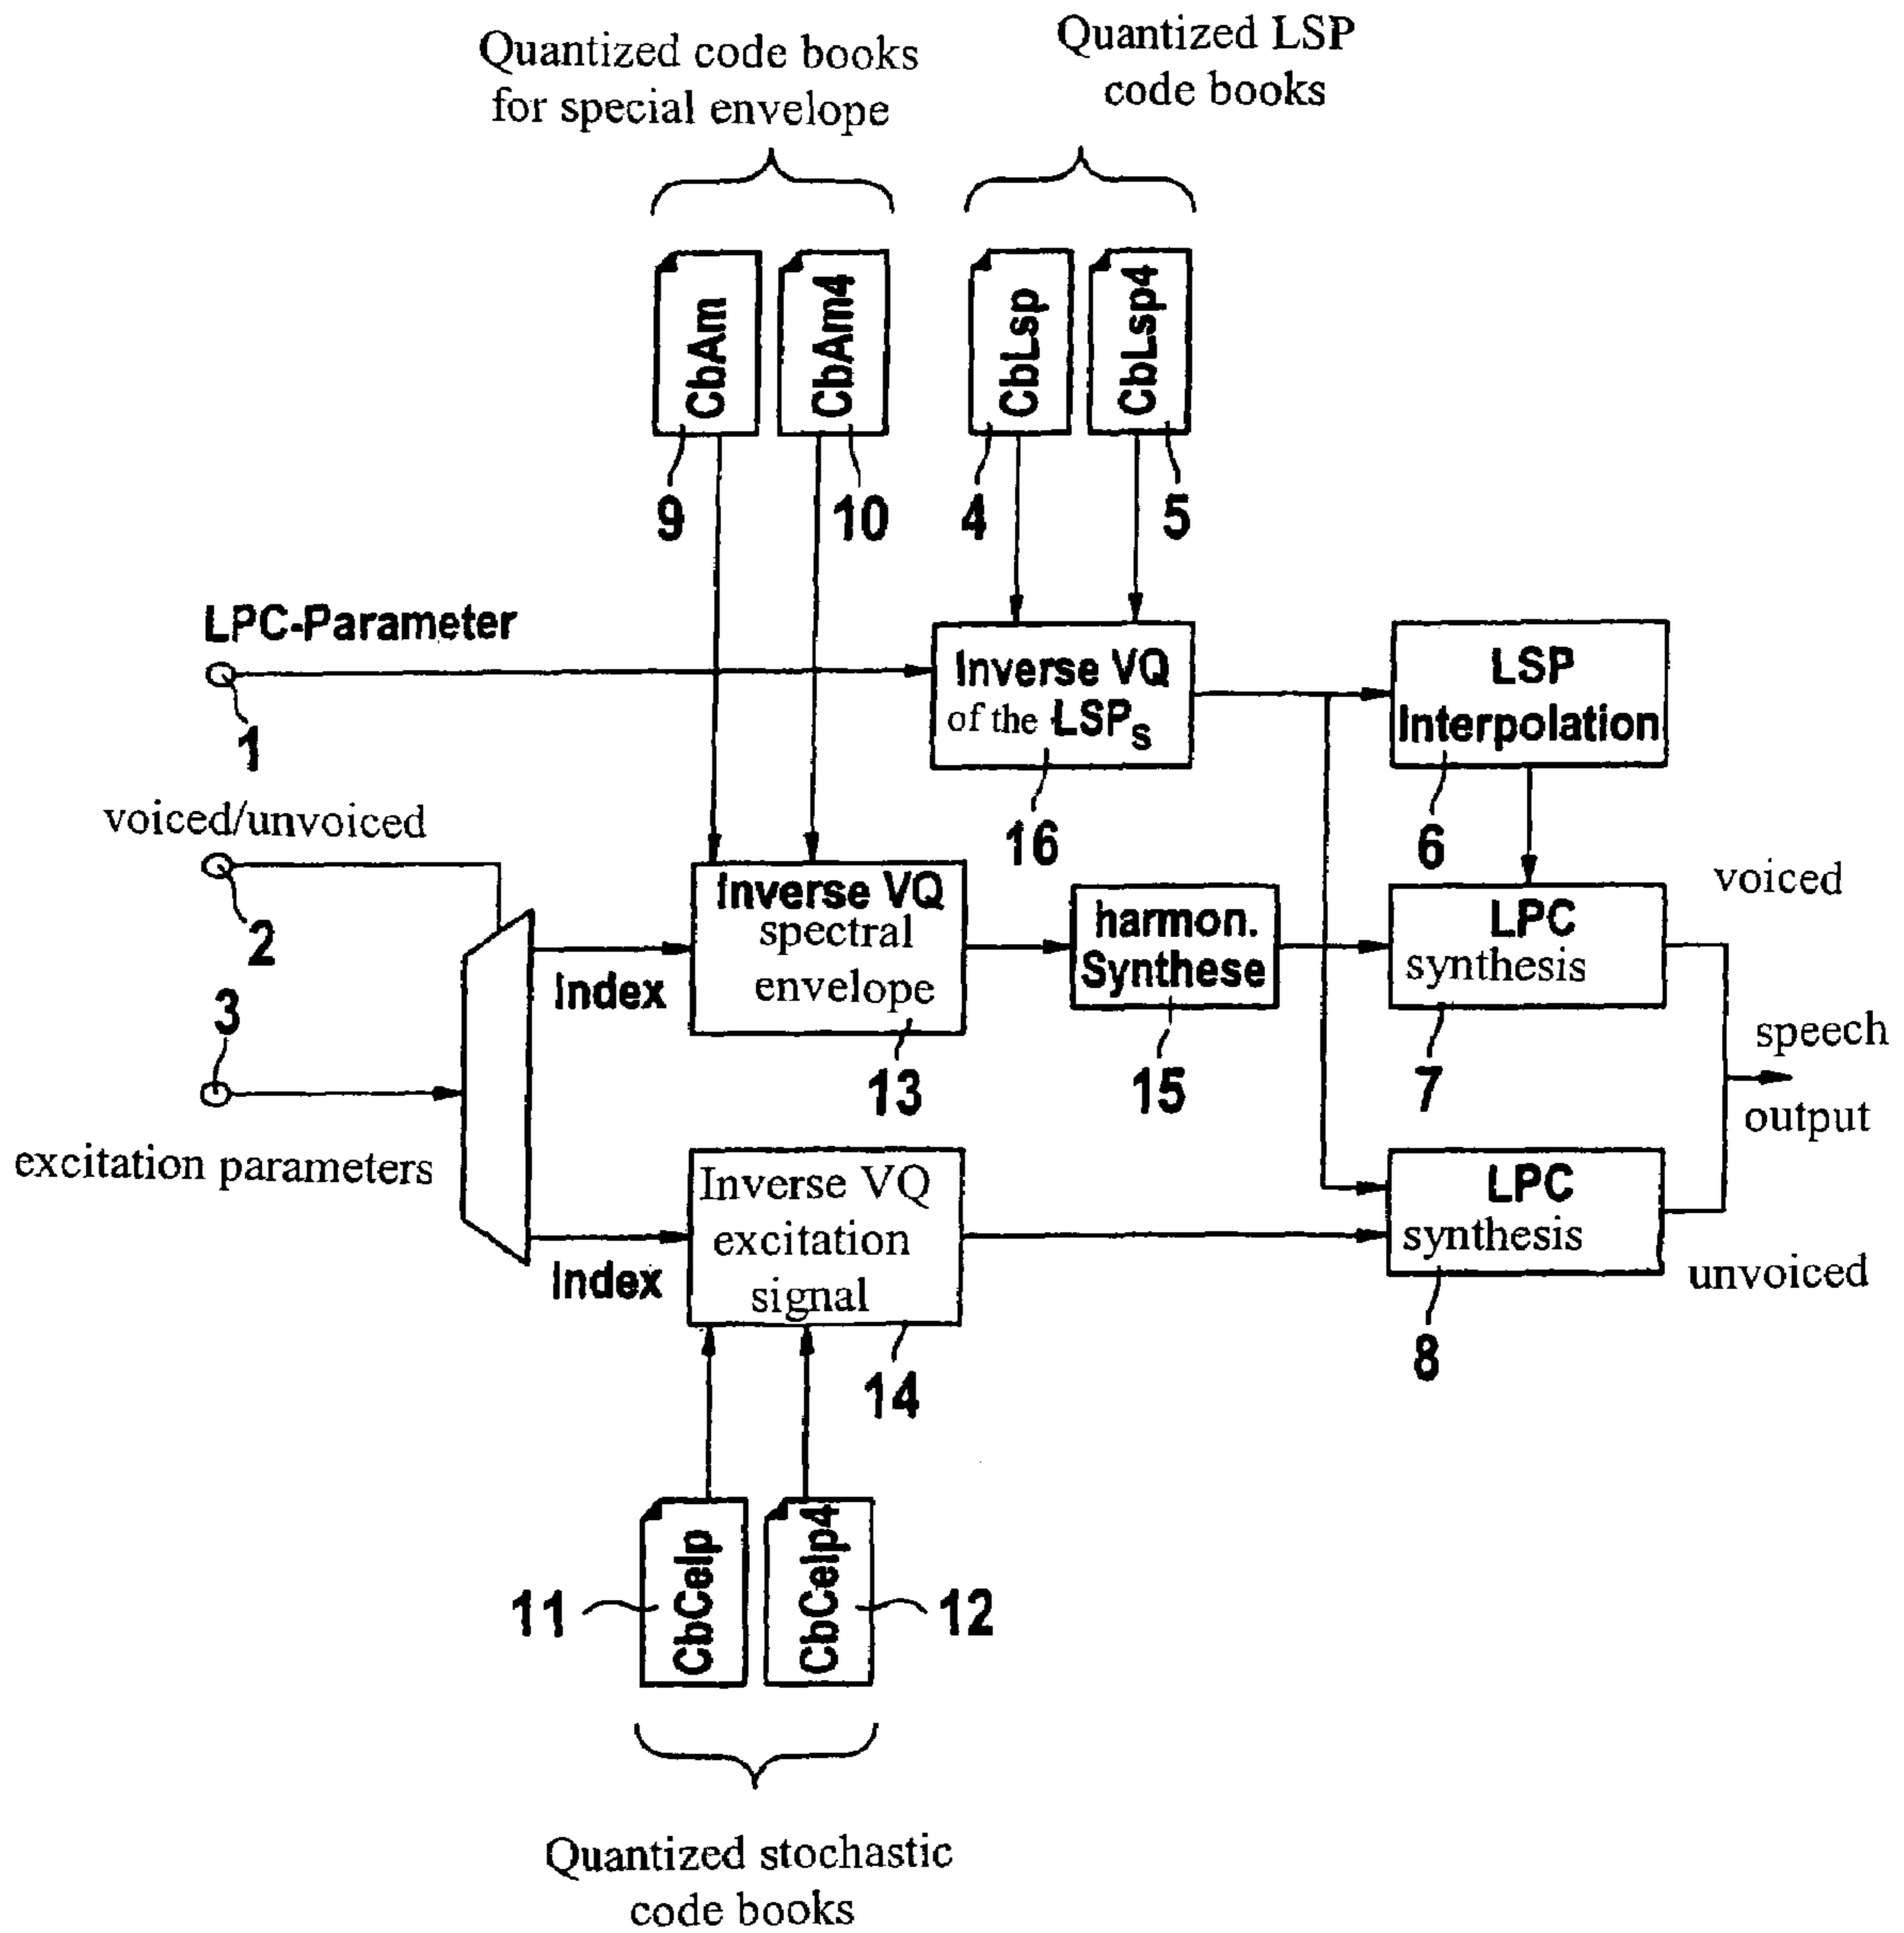 Quantized code books
for special envelope
Quantized LSP
code books
CbAm
CbAm4
CbLsp
CbLsp4
9
10
4
5
LPC-Parameter
1
Inverse VQ
of the LSPs
16
LSP
Interpolation
6
voiced/unvoiced
2
3
excitation parameters
Index
Inverse VQ
spectral
envelope
13
harmon.
Synthese
15
LPC
synthesis
7
voiced
speech
output
Index
Inverse VQ
excitation
signal
14
LPC
synthesis
8
unvoiced
11
CbCelp
CbCelp4
12
Quantized stochastic
code books